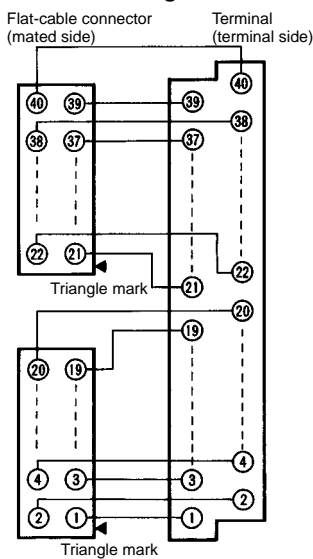 Flat-cable connector
(mated side)
Terminal
(terminal side)
40 39 39 40
38 37 37 38
22 21 21 22
Triangle mark
20 19 19 20
4 3 3 4
2 1 1 2
Triangle mark